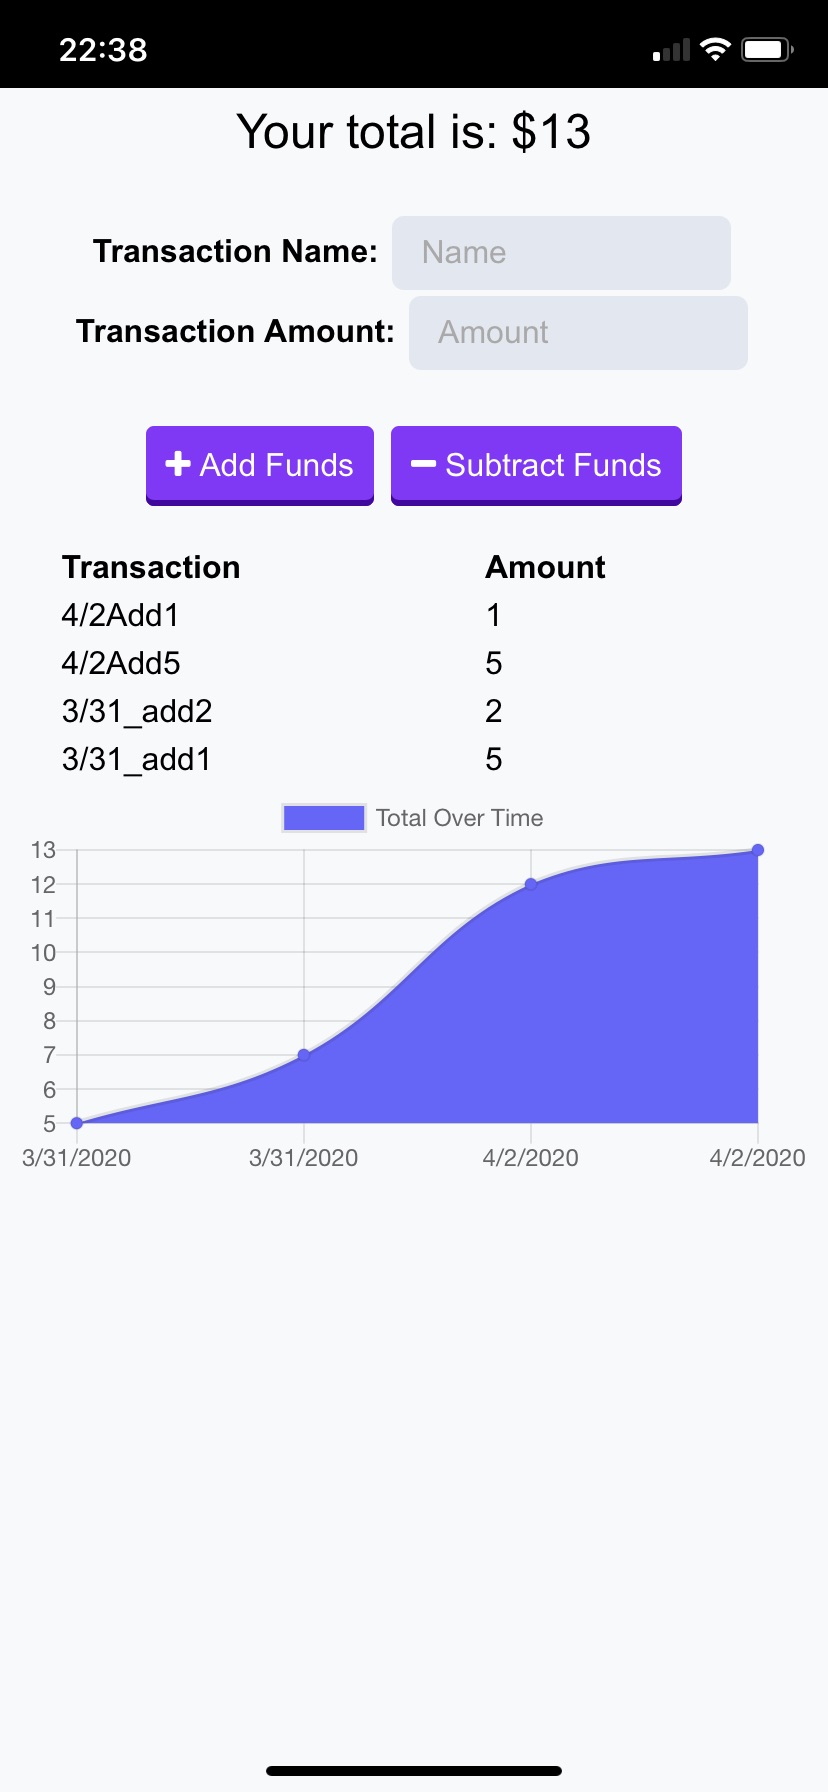 22:38
Your total is: $13
Transaction Name: Name
Transaction Amount: Amount
Add Funds Subtract Funds
Transaction Amount
4/2Add1 1
4/2Add5 5
3/31_add2 2
3/31_add1 5
Total Over Time
13
12
11
10
9
8
7
6
5
3/31/2020 3/31/2020 4/2/2020 4/2/2020